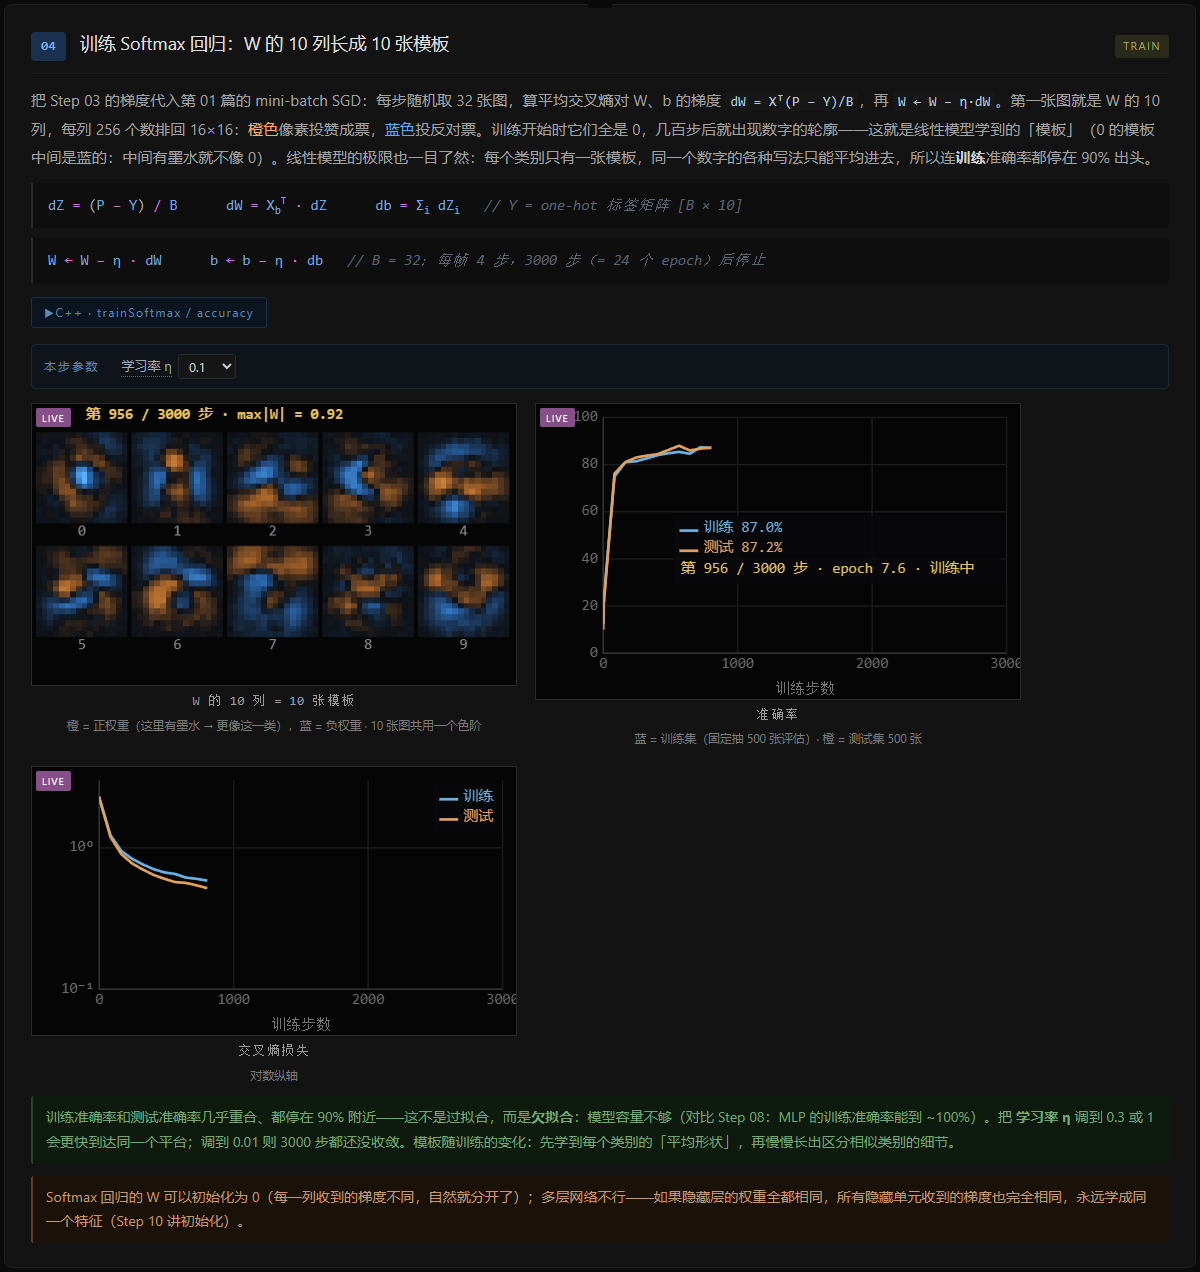 04 训练 Softmax 回归：W 的 10 列长成 10 张模板 TRAIN
把 Step 03 的梯度代入第 01 篇的 mini-batch SGD：每步随机取 32 张图，算平均交叉熵对 W、b 的梯度 dW = Xᵀ(P − Y)/B，再 W ← W − η·dW。第一张图就是 W 的 10
列，每列 256 个数排回 16×16：橙色像素投赞成票，蓝色投反对票。训练开始时它们全是 0，几百步后就出现数字的轮廓——这就是线性模型学到的「模板」（0 的模板
中间是蓝的：中间有墨水就不像 0）。线性模型的极限也一目了然：每个类别只有一张模板，同一个数字的各种写法只能平均进去，所以连训练准确率都停在 90% 出头。
dZ = (P − Y) / B dW = X_bᵀ · dZ db = Σᵢ dZᵢ // Y = one-hot 标签矩阵 [B × 10]
W ← W − η · dW b ← b − η · db // B = 32; 每帧 4 步，3000 步（= 24 个 epoch）后停止
▶C++ · trainSoftmax / accuracy
本步参数 学习率 η 0.1
LIVE 第 956 / 3000 步 · max|W| = 0.92
0 1 2 3 4
5 6 7 8 9
W 的 10 列 = 10 张模板
橙 = 正权重（这里有墨水 → 更像这一类），蓝 = 负权重 · 10 张图共用一个色阶
LIVE 100
80
60
训练 87.0%
测试 87.2%
40
第 956 / 3000 步 · epoch 7.6 · 训练中
20
0
0 1000 2000 3000
训练步数
准确率
蓝 = 训练集（固定抽 500 张评估）· 橙 = 测试集 500 张
LIVE
训练
测试
10⁰
10⁻¹
0 1000 2000 3000
训练步数
交叉熵损失
对数纵轴
训练准确率和测试准确率几乎重合、都停在 90% 附近——这不是过拟合，而是欠拟合：模型容量不够（对比 Step 08：MLP 的训练准确率能到 ~100%）。把 学习率 η 调到 0.3 或 1
会更快到达同一个平台；调到 0.01 则 3000 步都还没收敛。模板随训练的变化：先学到每个类别的「平均形状」，再慢慢长出区分相似类别的细节。
Softmax 回归的 W 可以初始化为 0（每一列收到的梯度不同，自然就分开了）；多层网络不行——如果隐藏层的权重全都相同，所有隐藏单元收到的梯度也完全相同，永远学成同
一个特征（Step 10 讲初始化）。